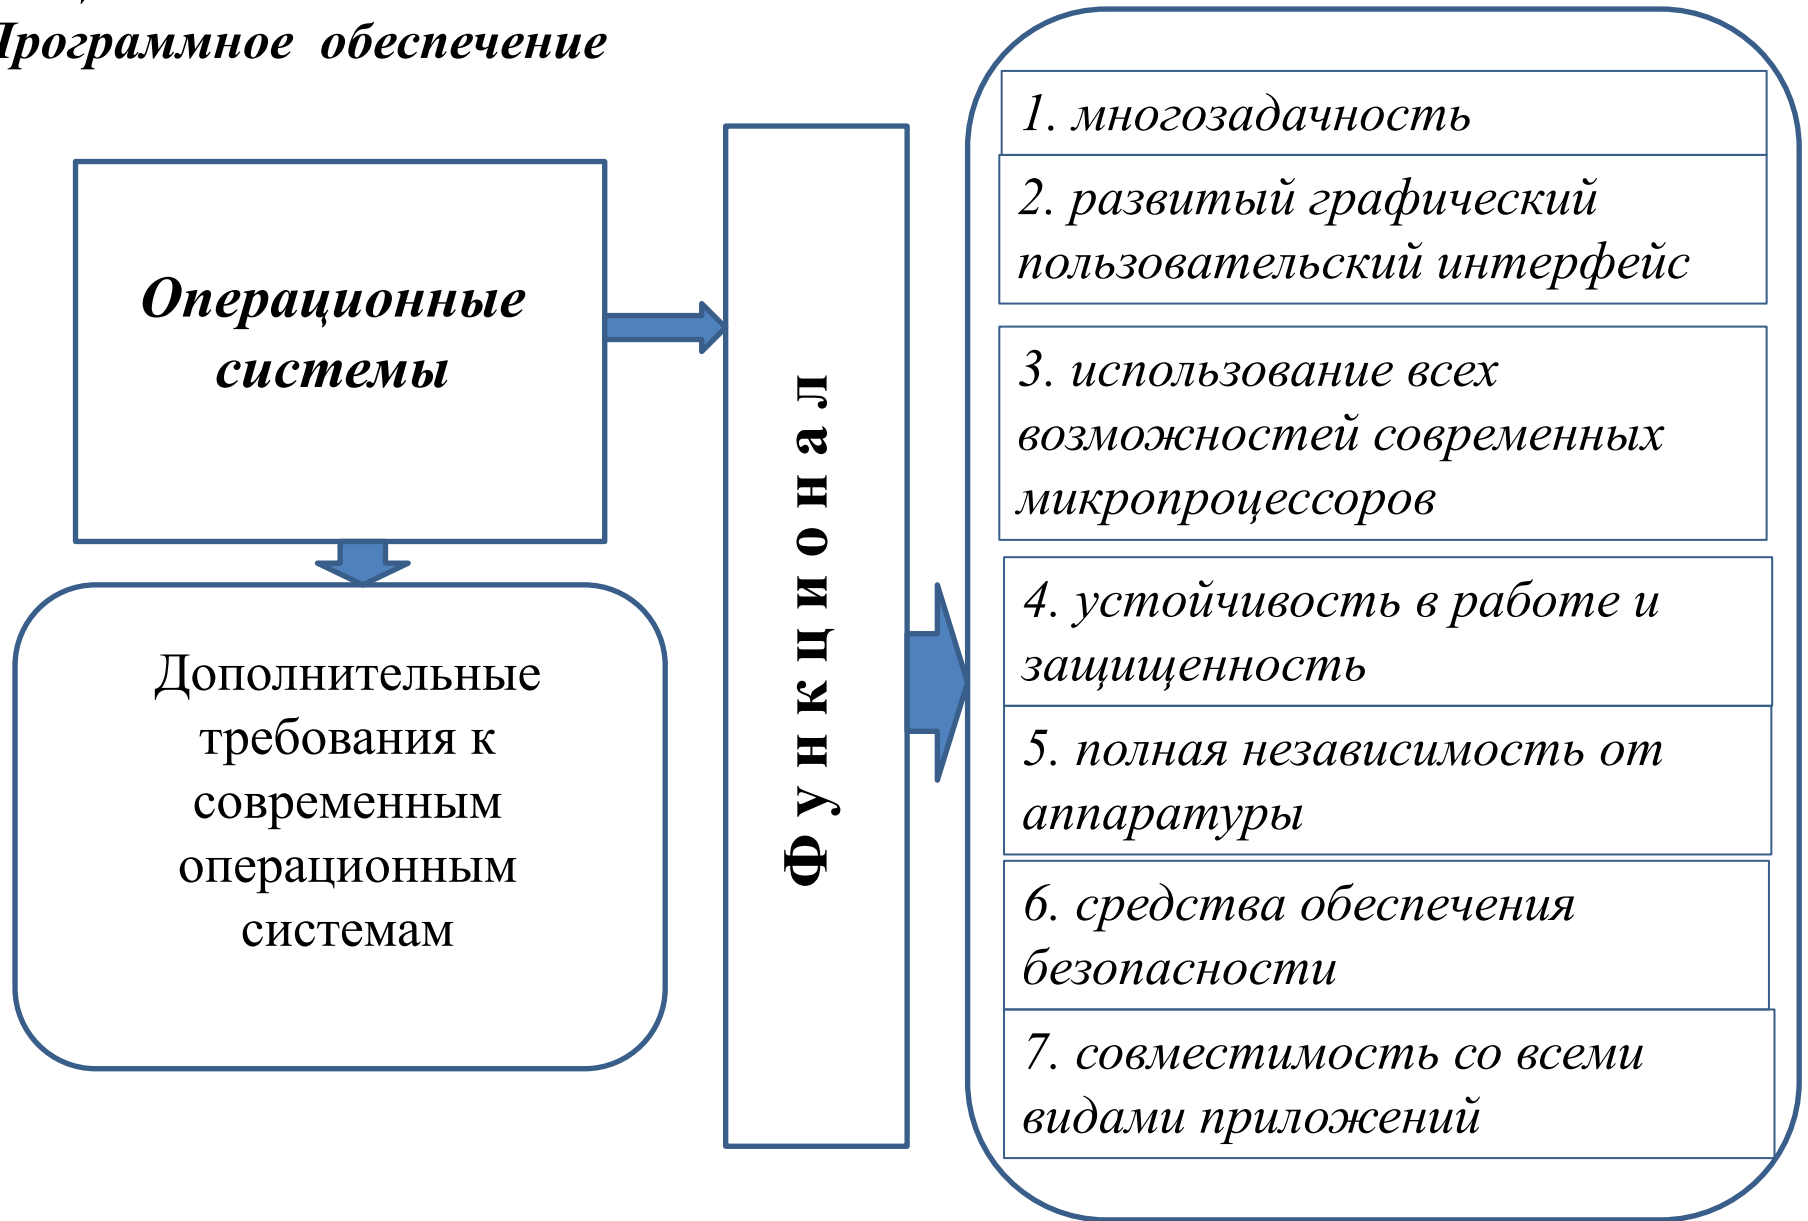 Программное обеспечение
Операционные
системы
Дополнительные
требования к
современным
операционным
системам
Функционал
1. многозадачность
2. развитый графический
пользовательский интерфейс
3. использование всех
возможностей современных
микропроцессоров
4. устойчивость в работе и
защищенность
5. полная независимость от
аппаратуры
6. средства обеспечения
безопасности
7. совместимость со всеми
видами приложений